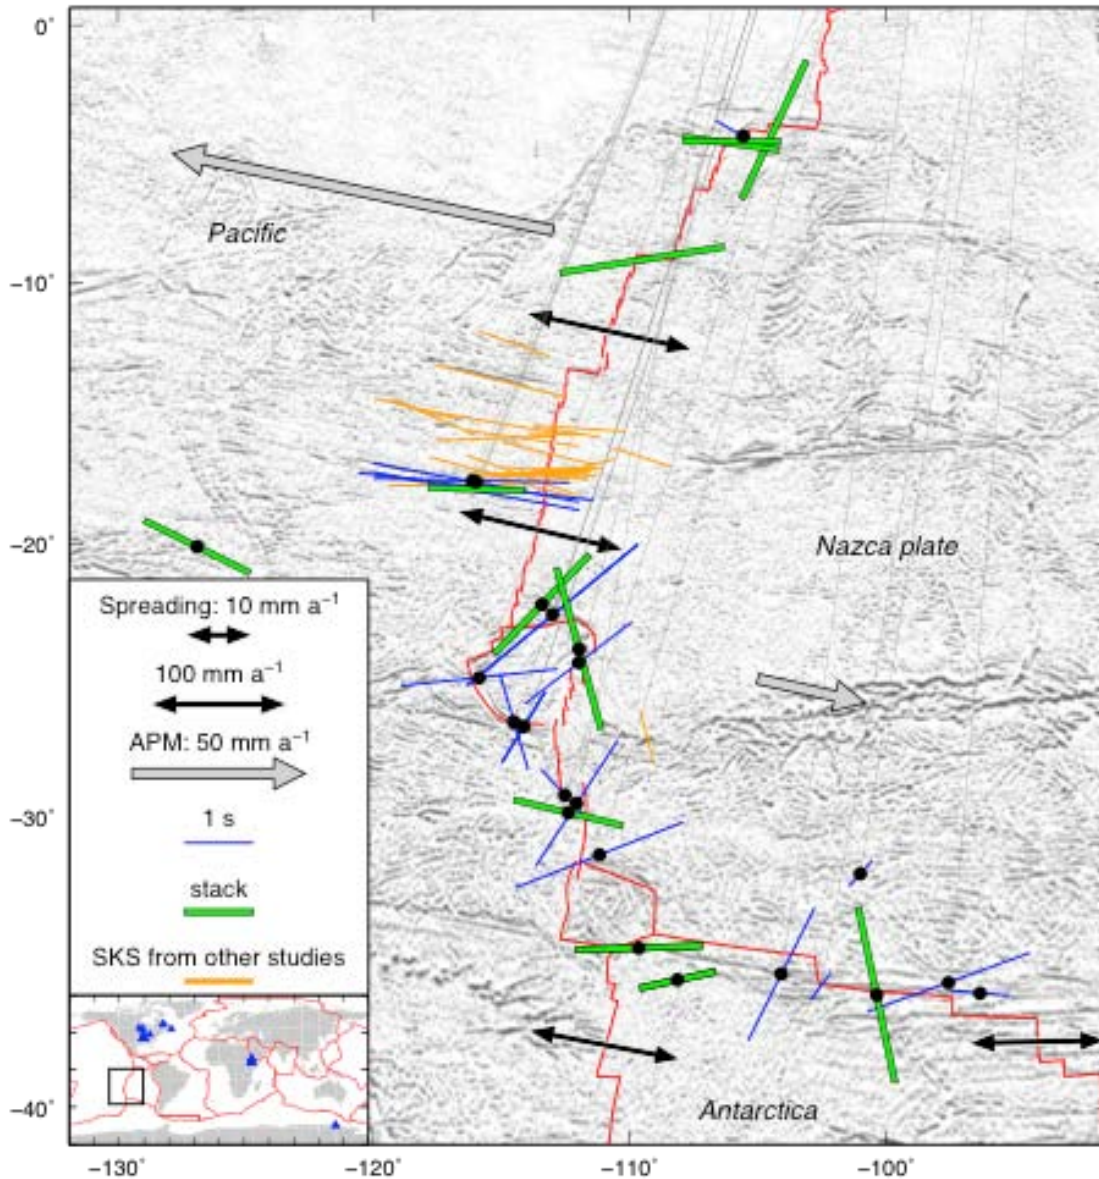 0°
Pacific
−10°
−20°
Nazca plate
Spreading: 10 mm a⁻¹
100 mm a⁻¹
APM: 50 mm a⁻¹
1 s
−30°
stack
SKS from other studies
−40°
Antarctica
−130° −120° −110° −100°